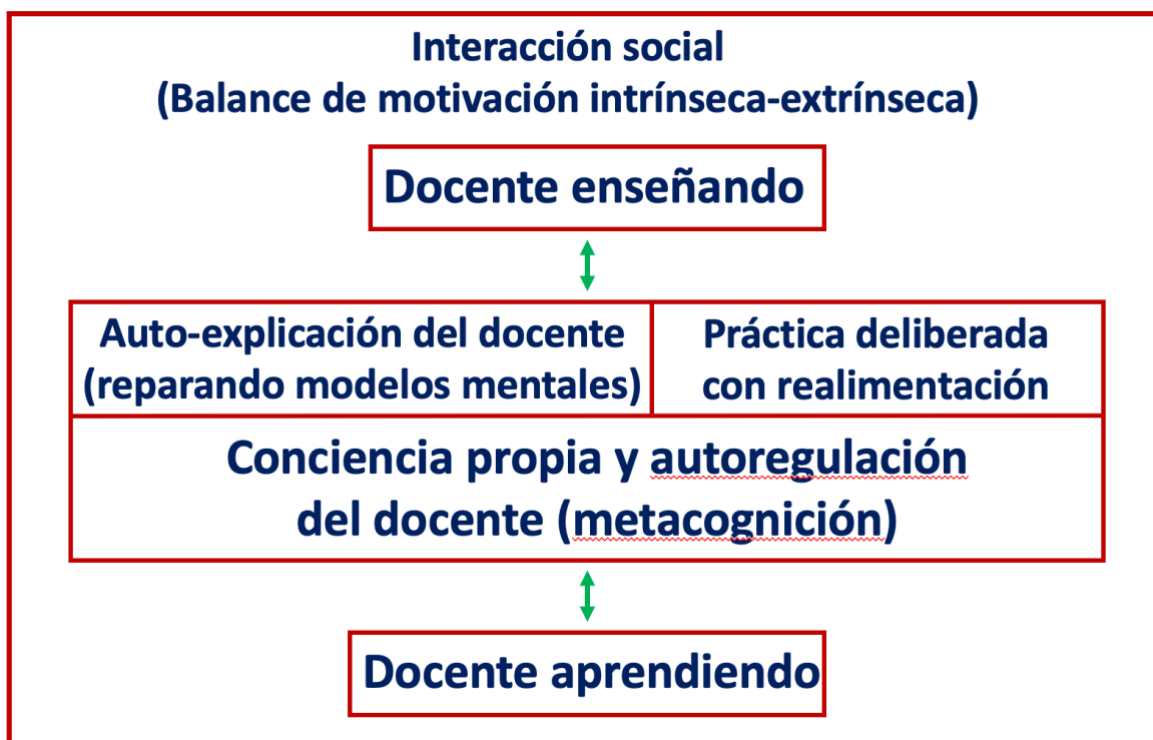 Interacción social
(Balance de motivación intrínseca-extrínseca)
Docente enseñando
Auto-explicación del docente
(reparando modelos mentales)
Práctica deliberada
con realimentación
Conciencia propia y autoregulación
del docente (metacognición)
Docente aprendiendo